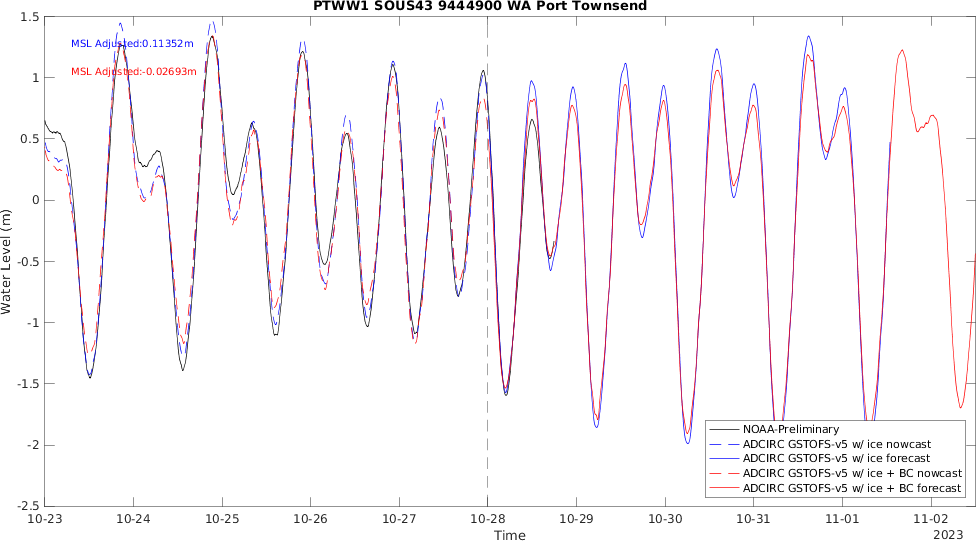 PTWW1 SOUS43 9444900 WA Port Townsend
MSL Adjusted:0.11352m
MSL Adjusted:-0.02693m
1.5
1
0.5
0
-0.5
-1
-1.5
-2
-2.5
Water Level (m)
NOAA-Preliminary
ADCIRC GSTOFS-v5 w/ ice nowcast
ADCIRC GSTOFS-v5 w/ ice forecast
ADCIRC GSTOFS-v5 w/ ice + BC nowcast
ADCIRC GSTOFS-v5 w/ ice + BC forecast
10-23 10-24 10-25 10-26 10-27 10-28 10-29 10-30 10-31 11-01 11-02
Time
2023